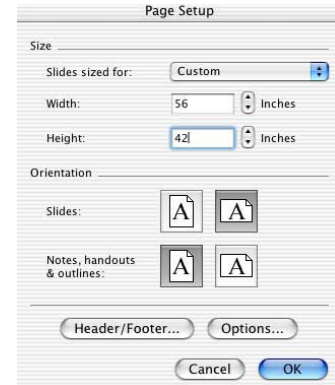 Page Setup
Size
Slides sized for: Custom
Width: 56 Inches
Height: 42 Inches
Orientation
Slides: A A
Notes, handouts
& outlines: A A
Header/Footer... Options...
Cancel OK